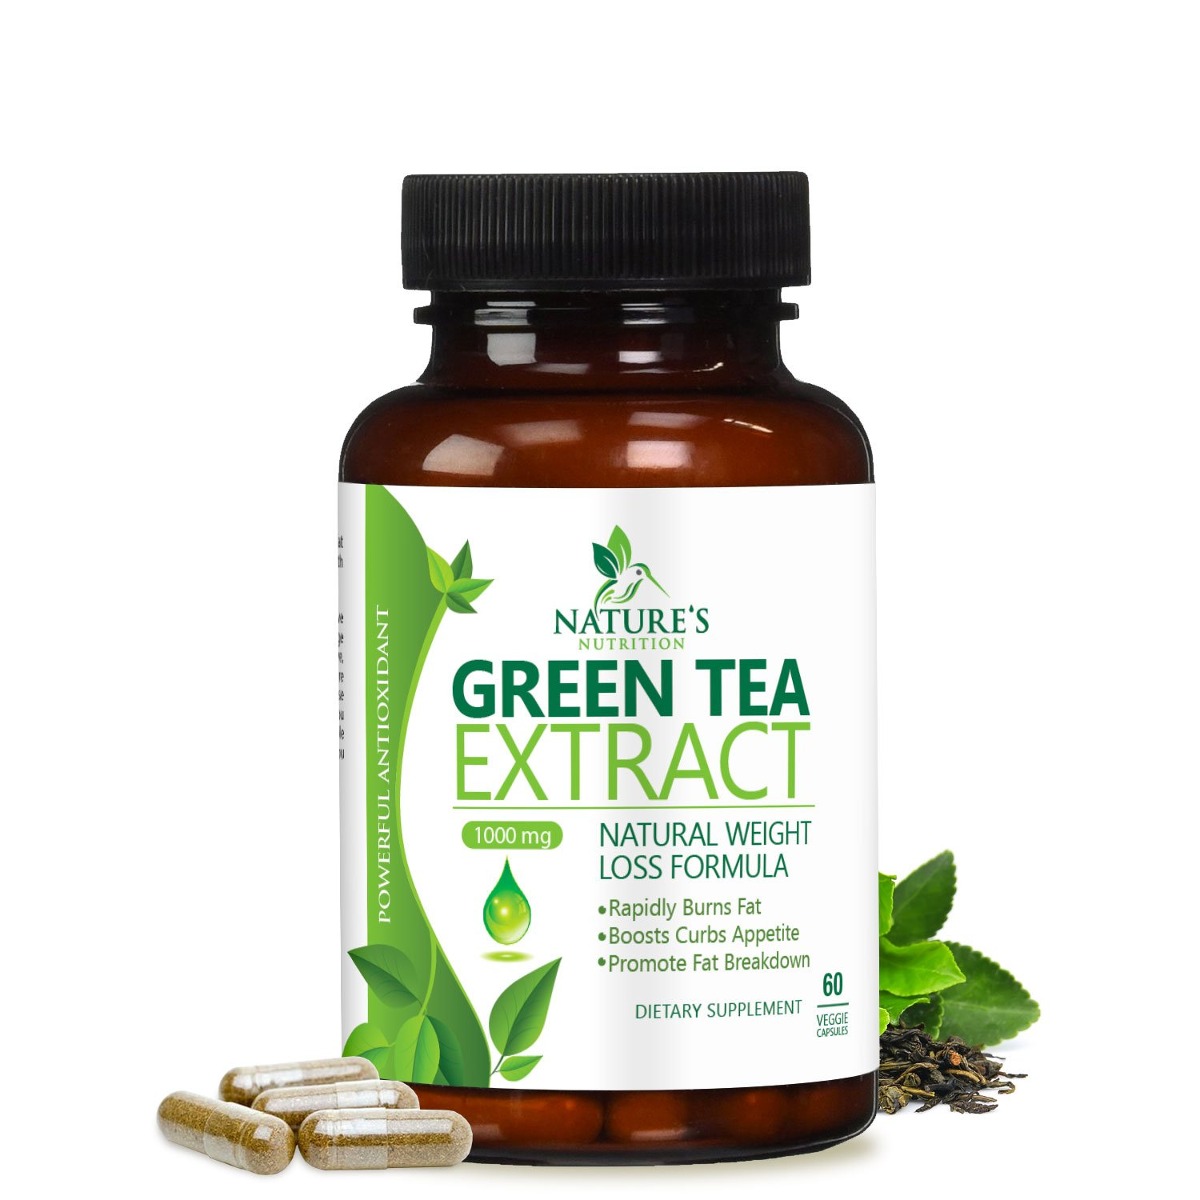 NATURE'S
NUTRITION
GREEN TEA
EXTRACT
1000 mg
NATURAL WEIGHT
LOSS FORMULA
•Rapidly Burns Fat
•Boosts Curbs Appetite
•Promote Fat Breakdown
DIETARY SUPPLEMENT
60
VEGGIE
CAPSULES
POWERFUL ANTIOXIDANT